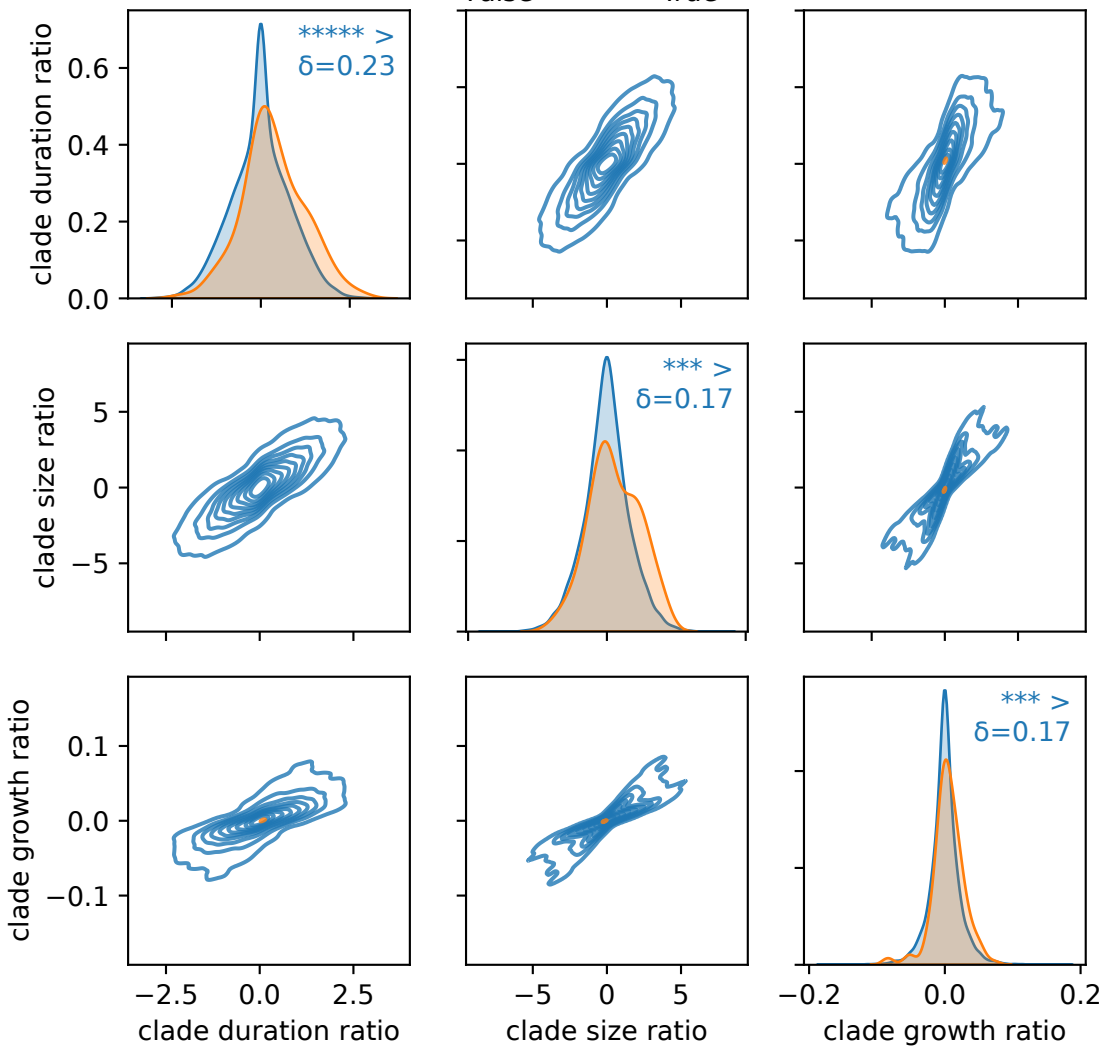 ***** >
δ=0.23
clade duration ratio
0.6
0.4
0.2
0.0
*** >
δ=0.17
clade size ratio
5
0
−5
*** >
δ=0.17
clade growth ratio
0.1
0.0
−0.1
−2.5 0.0 2.5
−5 0 5
−0.2 0.0 0.2
clade duration ratio
clade size ratio
clade growth ratio